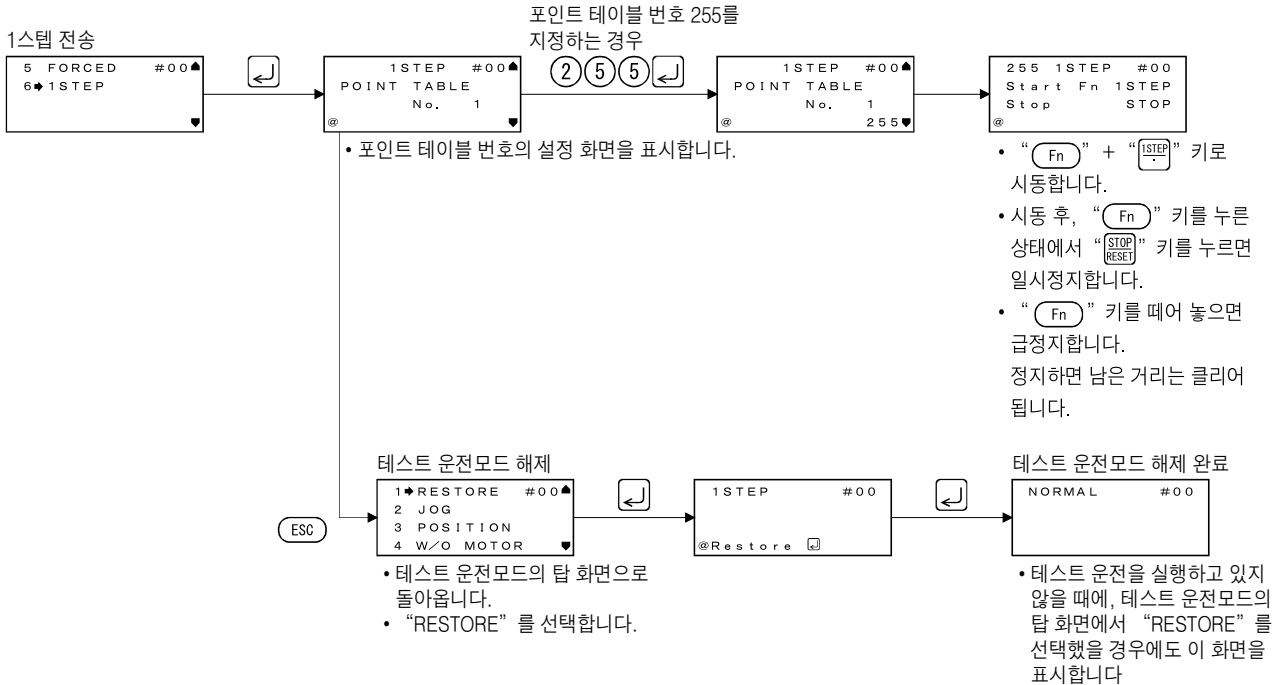 1스텝 전송
5 FORCED #00▲
6➧1STEP
▼
↵
1STEP #00▲
POINT TABLE
No. 1
@ ▼
• 포인트 테이블 번호의 설정 화면을 표시합니다.
포인트 테이블 번호 255를
지정하는 경우
2 5 5 ↵
1STEP #00▲
POINT TABLE
No. 1
@ 255▼
255 1STEP #00
Start Fn 1STEP
Stop STOP
@
• “ Fn ” + “ 1STEP . ” 키로
시동합니다.
• 시동 후, “ Fn ” 키를 누른
상태에서 “ STOP RESET ” 키를 누르면
일시정지합니다.
• “ Fn ” 키를 떼어 놓으면
급정지합니다.
정지하면 남은 거리는 클리어
됩니다.
ESC
테스트 운전모드 해제
1➧RESTORE #00▲
2 JOG
3 POSITION
4 W/O MOTOR ▼
• 테스트 운전모드의 탑 화면으로
돌아옵니다.
• “RESTORE”를 선택합니다.
↵
1STEP #00
@Restore ↵
↵
테스트 운전모드 해제 완료
NORMAL #00
• 테스트 운전을 실행하고 있지
않을 때에, 테스트 운전모드의
탑 화면에서 “RESTORE”를
선택했을 경우에도 이 화면을
표시합니다